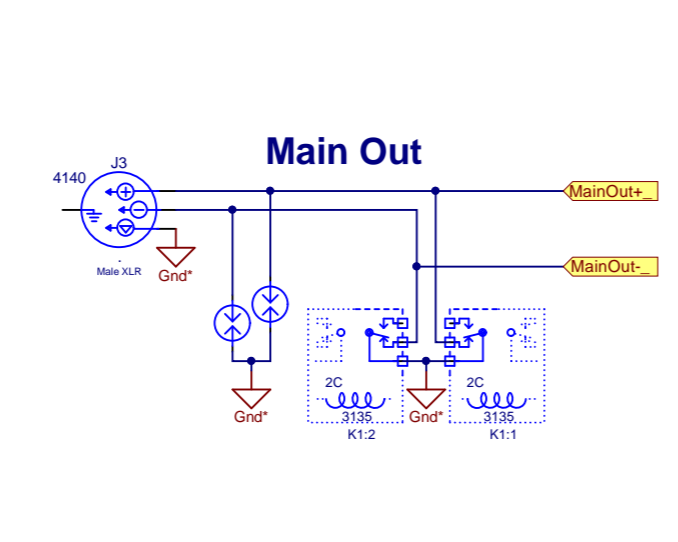 Main Out
J3
4140
MainOut+_
Male XLR
Gnd*
MainOut-_
2C
3135
K1:2
Gnd*
Gnd*
2C
3135
K1:1